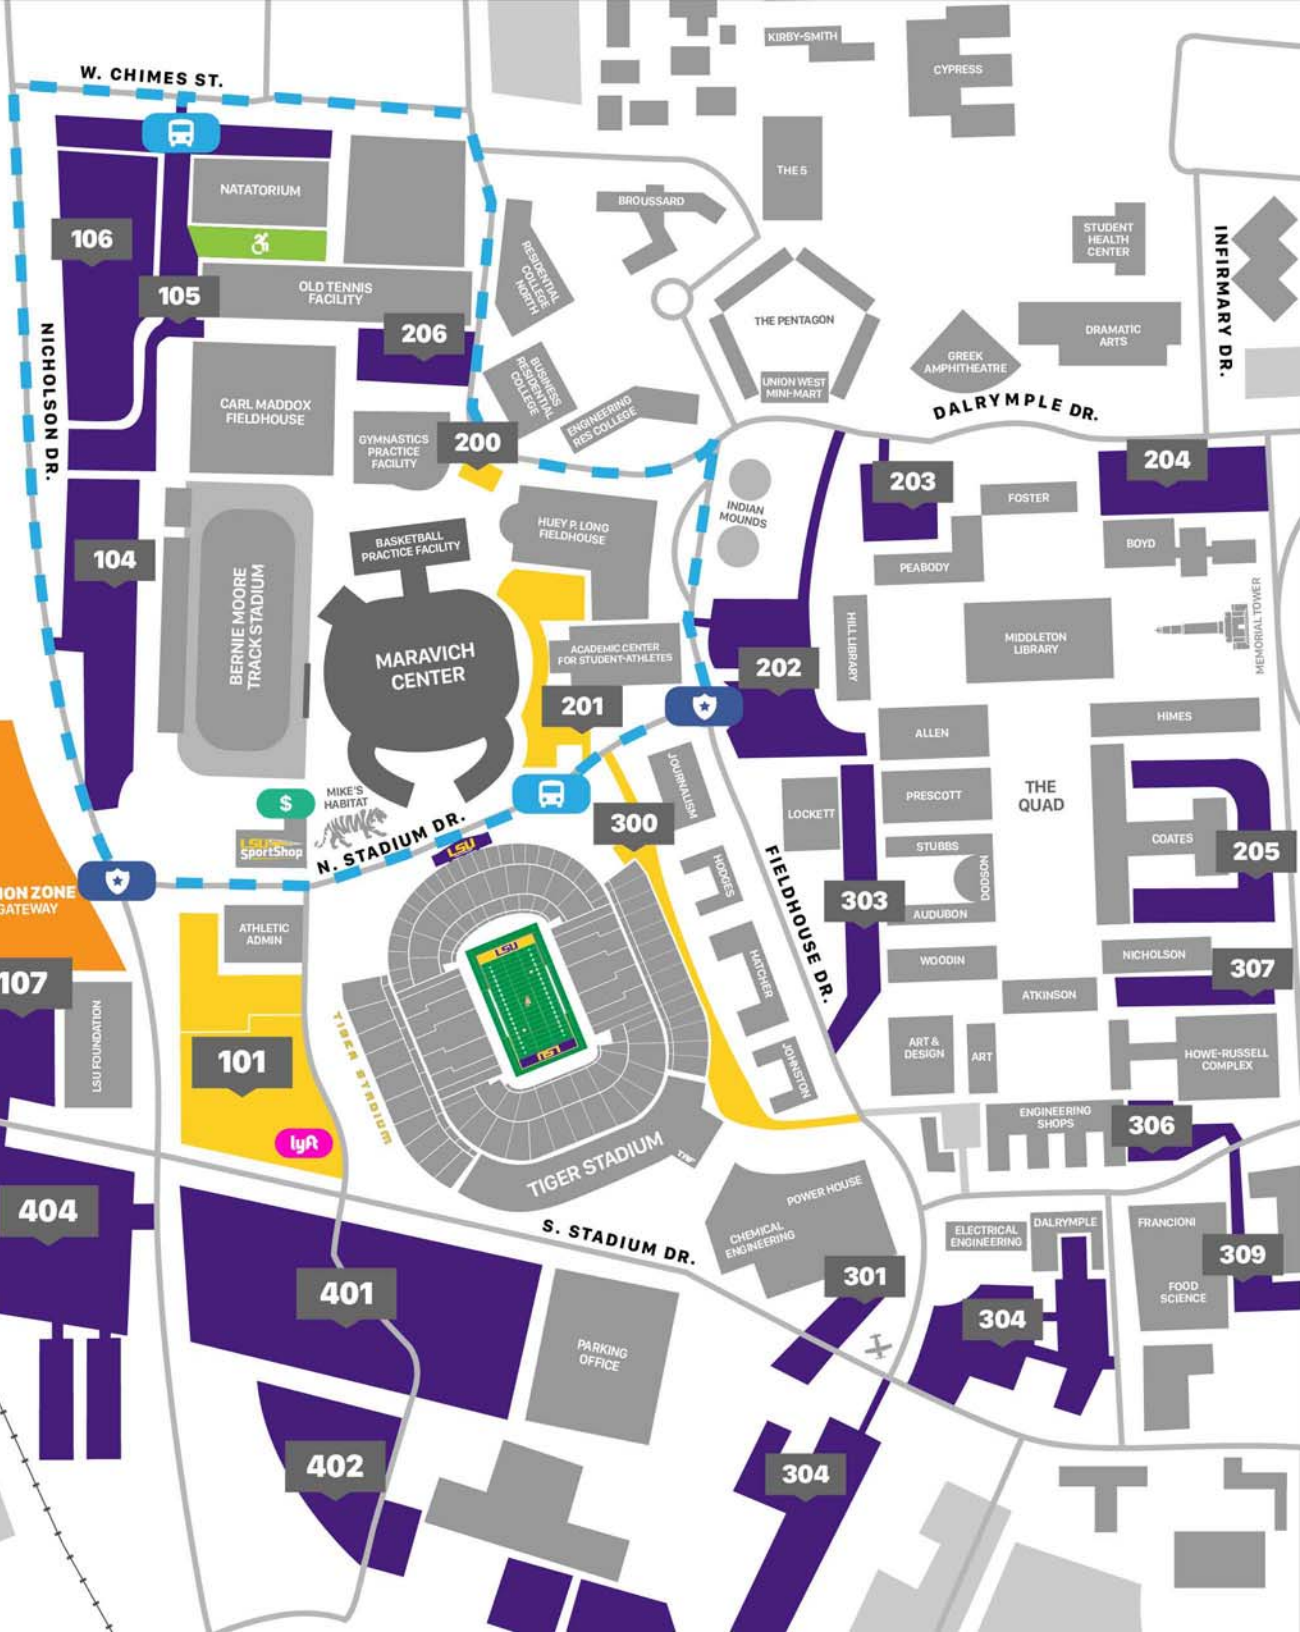 KIRBY-SMITH
CYPRESS
W. CHIMES ST.
THE 5
NATATORIUM
BROUSSARD
106
STUDENT
HEALTH
CENTER
INFIRMARY DR.
RESIDENTIAL
COLLEGE
NORTH
105
OLD TENNIS
FACILITY
THE PENTAGON
206
DRAMATIC
ARTS
GREEK
AMPHITHEATRE
NICHOLSON DR.
BUSINESS
RESIDENTIAL
COLLEGE
UNION WEST
MINI-MART
CARL MADDOX
FIELDHOUSE
ENGINEERING
RES COLLEGE
DALRYMPLE DR.
GYMNASTICS
PRACTICE
FACILITY
200
204
203
FOSTER
INDIAN
MOUNDS
HUEY P. LONG
FIELDHOUSE
BASKETBALL
PRACTICE FACILITY
BOYD
104
PEABODY
BERNIE MOORE
TRACK STADIUM
HILL LIBRARY
MIDDLETON
LIBRARY
MEMORIAL TOWER
MARAVICH
CENTER
ACADEMIC CENTER
FOR STUDENT-ATHLETES
202
201
HIMES
ALLEN
JOURNALISM
PRESCOTT
THE
QUAD
MIKE'S
HABITAT
$
LOCKETT
300
N. STADIUM DR.
LSU
LSU
SportShop
STUBBS
COATES
205
HODGES
DODSON
FIELDHOUSE DR.
ION ZONE
GATEWAY
303
AUDUBON
ATHLETIC
ADMIN
LSU
WOODIN
NICHOLSON
307
HATCHER
107
ATKINSON
LSU FOUNDATION
101
TIGER STADIUM
LSU
ART &
DESIGN
ART
HOWE-RUSSELL
COMPLEX
JOHNSTON
ENGINEERING
SHOPS
306
lyft
TIGER STADIUM
TAF
POWER HOUSE
404
CHEMICAL
ENGINEERING
S. STADIUM DR.
ELECTRICAL
ENGINEERING
DALRYMPLE
FRANCIONI
309
301
401
FOOD
SCIENCE
304
PARKING
OFFICE
402
304